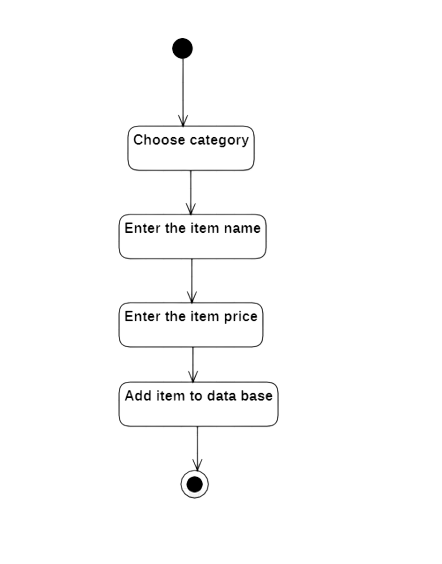 Choose category
Enter the item name
Enter the item price
Add item to data base